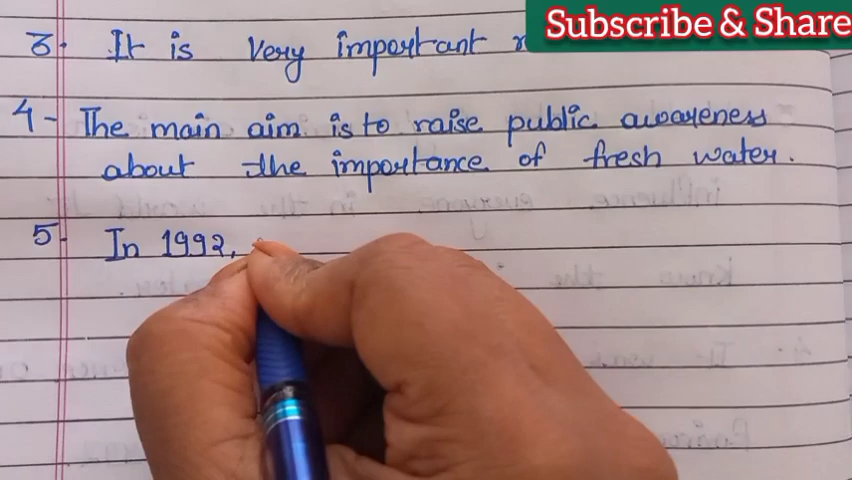 Subscribe & Share
3. It is very important
4- The main aim is to raise public awareness
about the importance of fresh water.
5. In 1992,